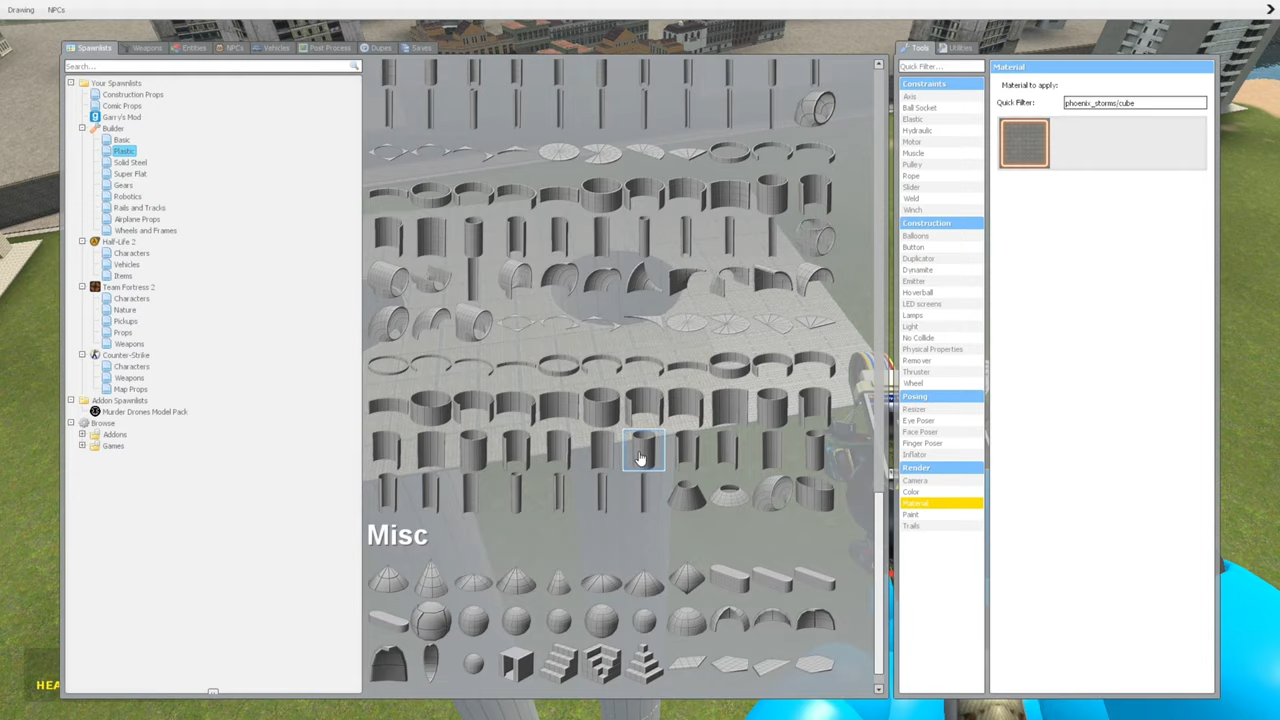 Drawing NPCs
Spawnlists Weapons Entities NPCs Vehicles Post Process Dupes Saves
Search...
Your Spawnlists
Construction Props
Comic Props
Garry's Mod
Builder
Basic
Plastic
Solid Steel
Super Flat
Gears
Robotics
Rails and Tracks
Airplane Props
Wheels and Frames
Half-Life 2
Characters
Vehicles
Items
Team Fortress 2
Characters
Nature
Pickups
Props
Weapons
Counter-Strike
Characters
Weapons
Map Props
Addon Spawnlists
Murder Drones Model Pack
Browse
Addons
Games
HEA
Misc
Tools Utilities
Quick Filter...
Constraints
Axis
Ball Socket
Elastic
Hydraulic
Motor
Muscle
Pulley
Rope
Slider
Weld
Winch
Construction
Balloons
Button
Duplicator
Dynamite
Emitter
Hoverball
LED screens
Lamps
Light
No Collide
Physical Properties
Remover
Thruster
Wheel
Posing
Resizer
Eye Poser
Face Poser
Finger Poser
Inflator
Render
Camera
Color
Material
Paint
Trails
Material
Material to apply:
Quick Filter: phoenix_storms/cube